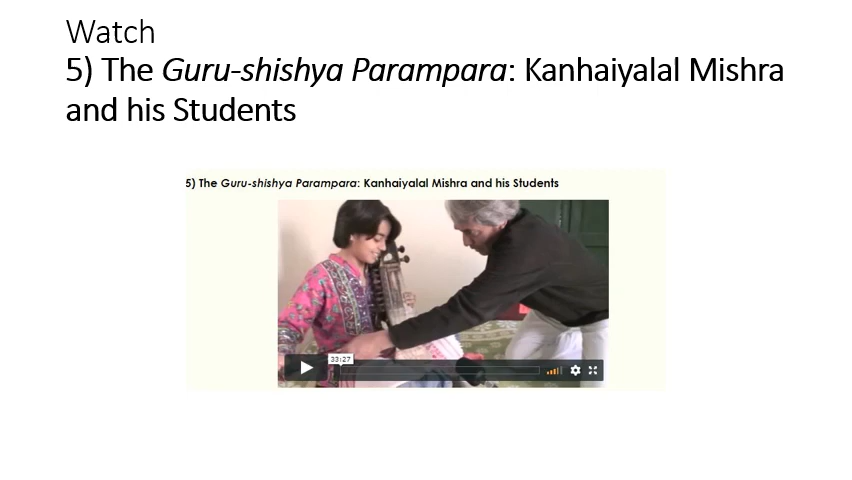 Watch
5) The Guru-shishya Parampara: Kanhaiyalal Mishra
and his Students
5) The Guru-shishya Parampara: Kanhaiyalal Mishra and his Students
33:27